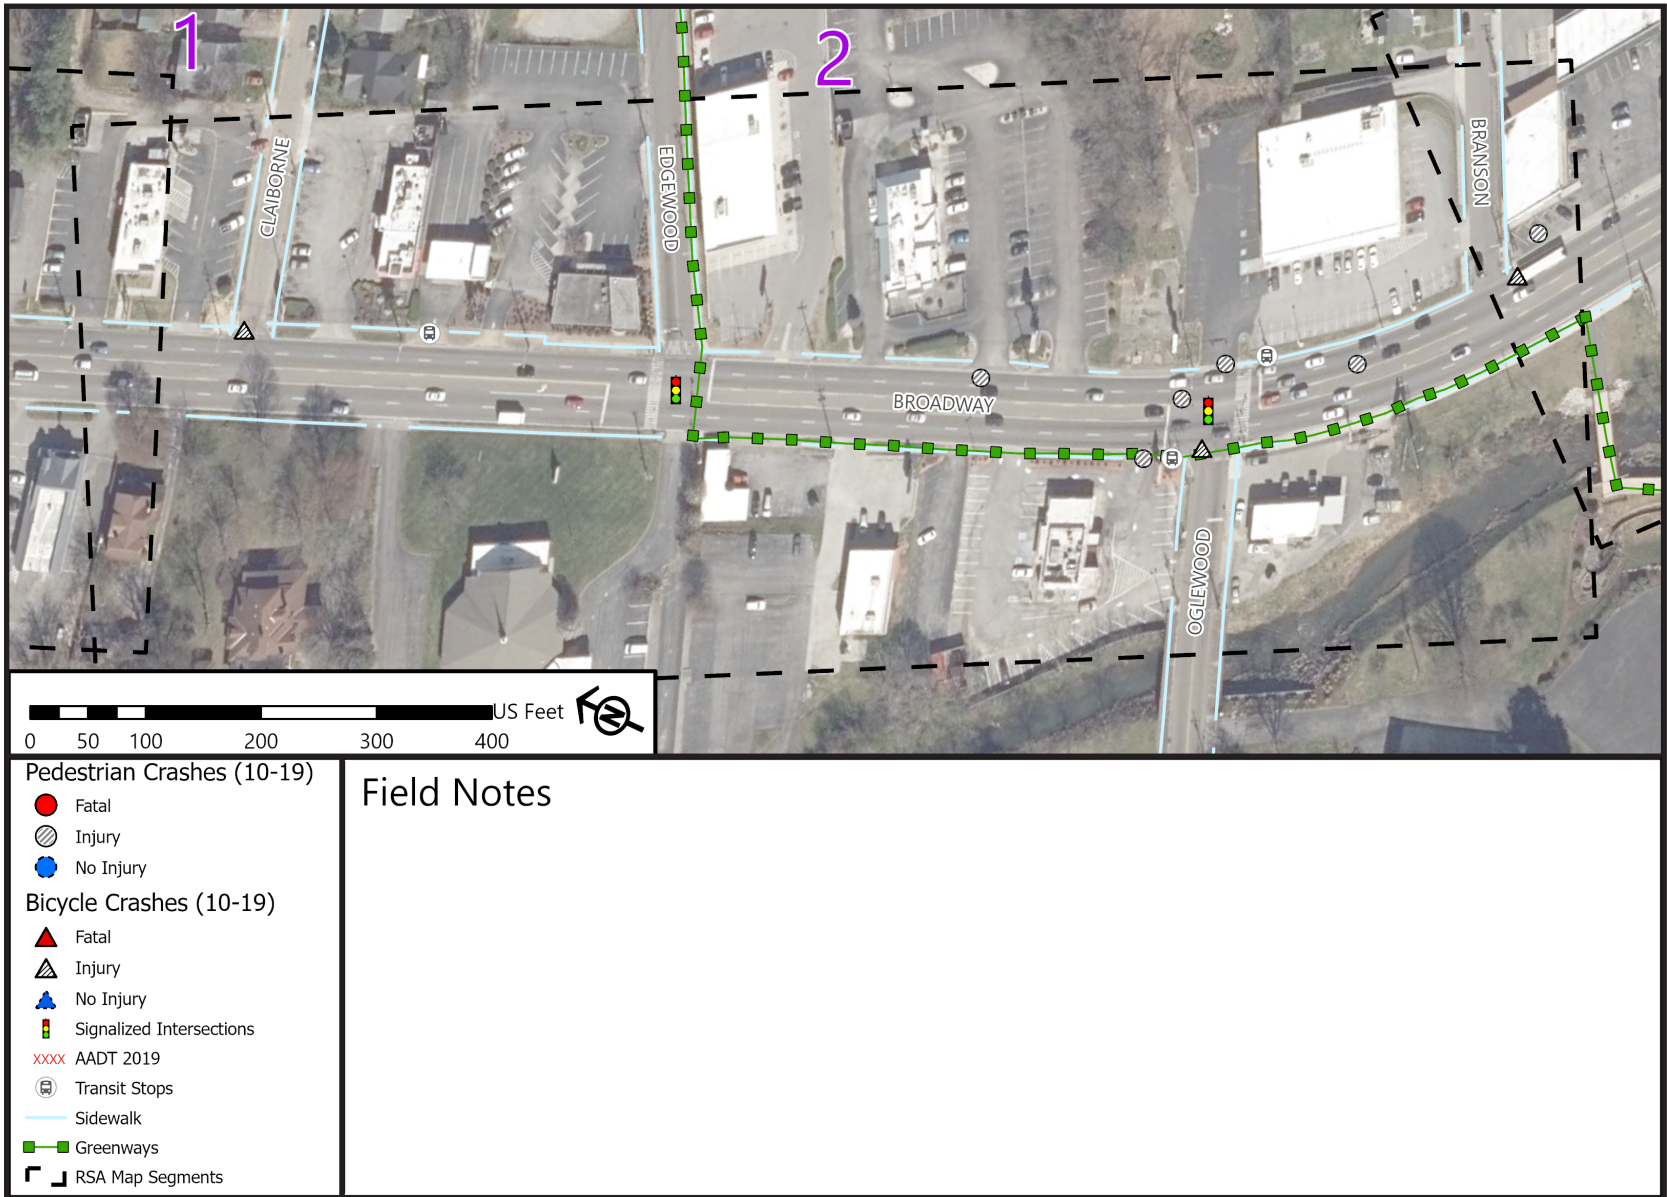 1
2
CLAIBORNE
EDGEWOOD
BRANSON
BROADWAY
OGLEWOOD
US Feet
N
0 50 100 200 300 400
Pedestrian Crashes (10-19)
Fatal
Injury
No Injury
Bicycle Crashes (10-19)
Fatal
Injury
No Injury
Signalized Intersections
XXXX AADT 2019
Transit Stops
Sidewalk
Greenways
RSA Map Segments
Field Notes